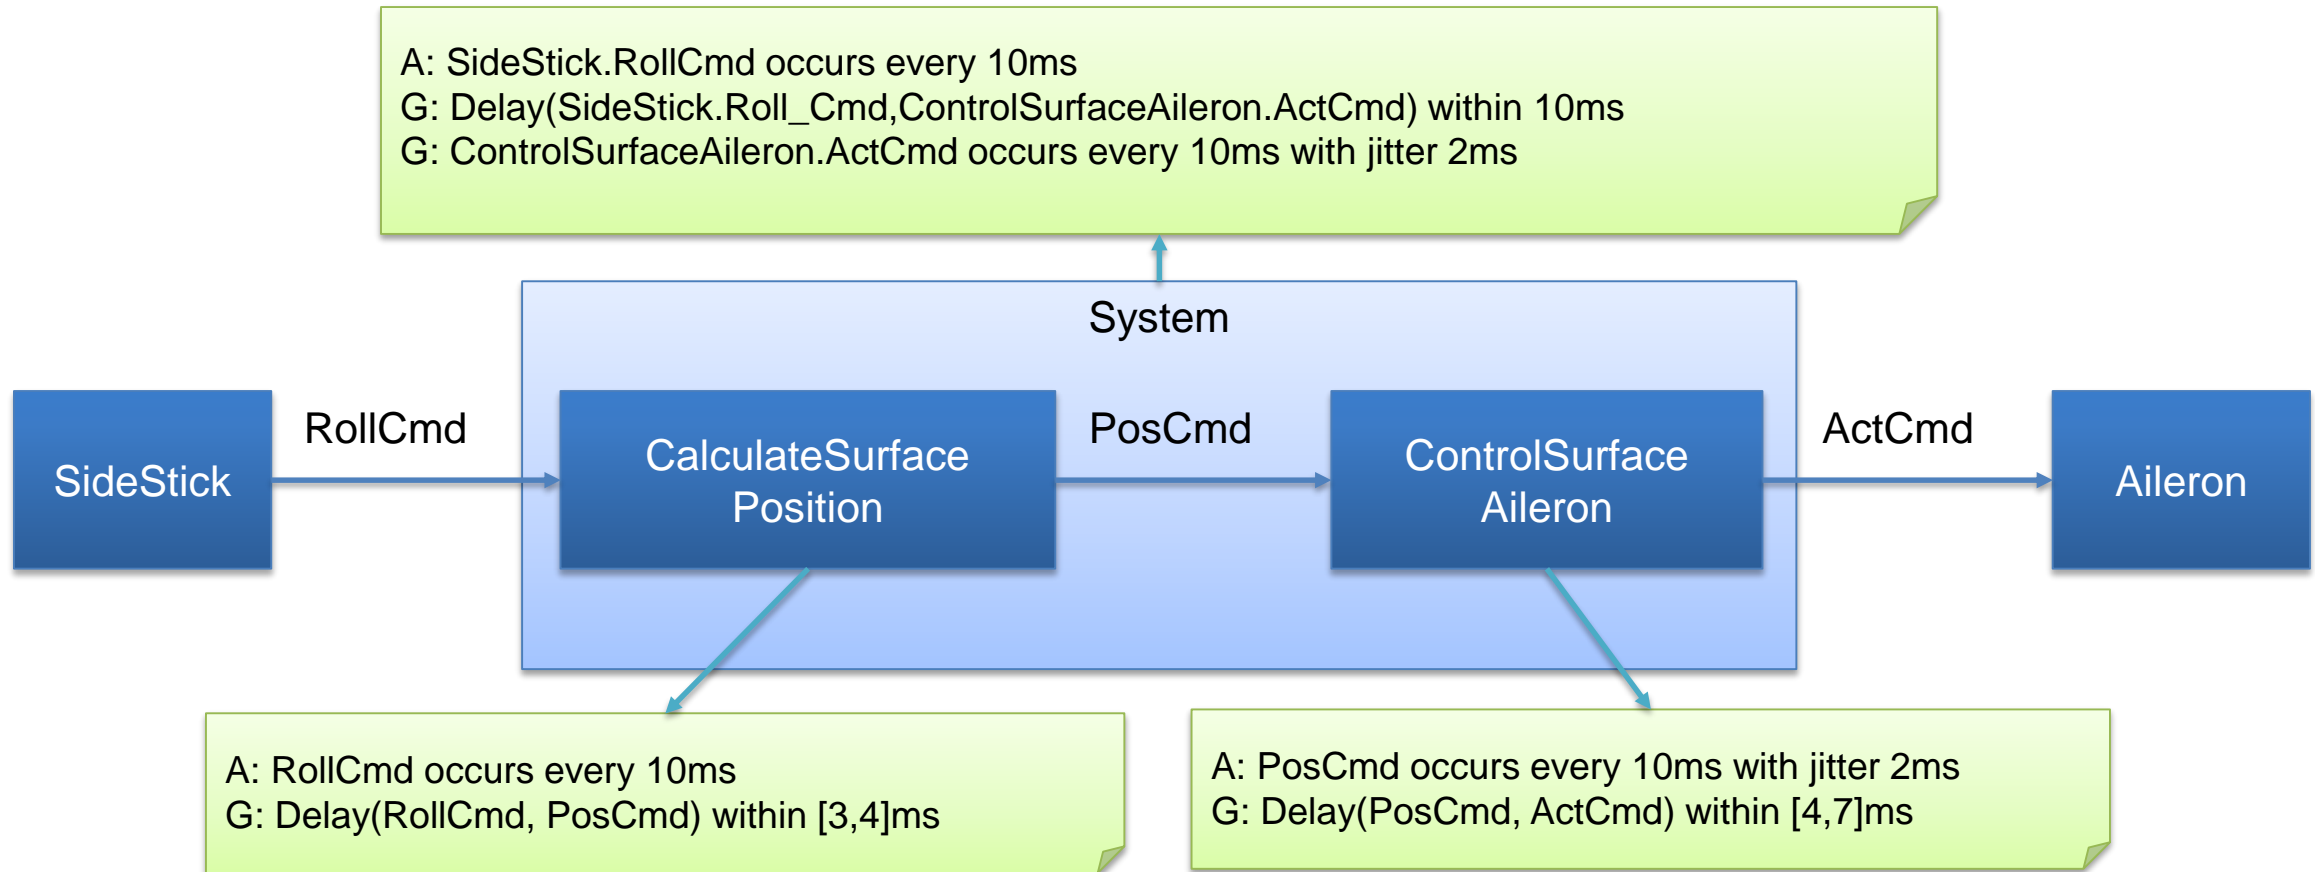 A: SideStick.RollCmd occurs every 10ms
G: Delay(SideStick.Roll_Cmd,ControlSurfaceAileron.ActCmd) within 10ms
G: ControlSurfaceAileron.ActCmd occurs every 10ms with jitter 2ms
System
SideStick
RollCmd
CalculateSurface
Position
PosCmd
ControlSurface
Aileron
ActCmd
Aileron
A: RollCmd occurs every 10ms
G: Delay(RollCmd, PosCmd) within [3,4]ms
A: PosCmd occurs every 10ms with jitter 2ms
G: Delay(PosCmd, ActCmd) within [4,7]ms